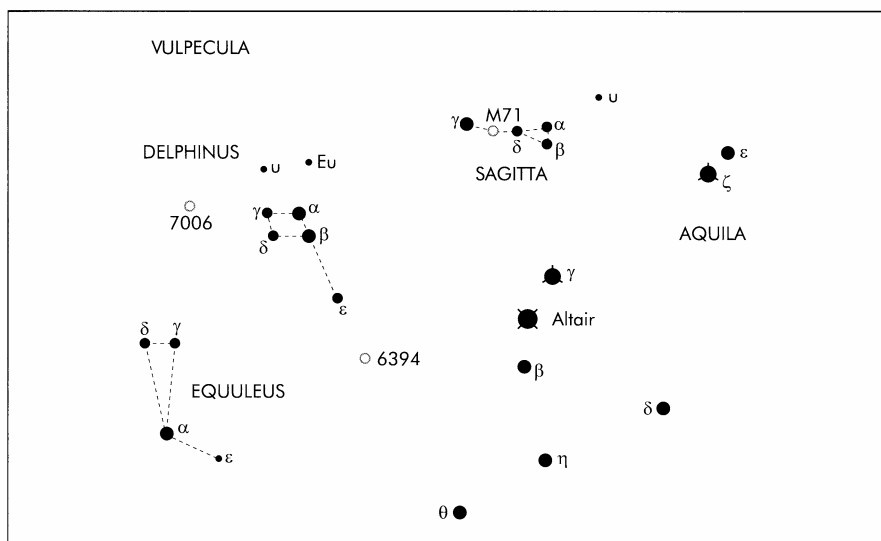 VULPECULA
u
γ
M71
α
δ
β
SAGITTA
ε
ζ
DELPHINUS
u
Eu
7006
γ
α
δ
β
ε
AQUILA
γ
Altair
β
δ
γ
6394
EQUULEUS
δ
α
ε
η
θ